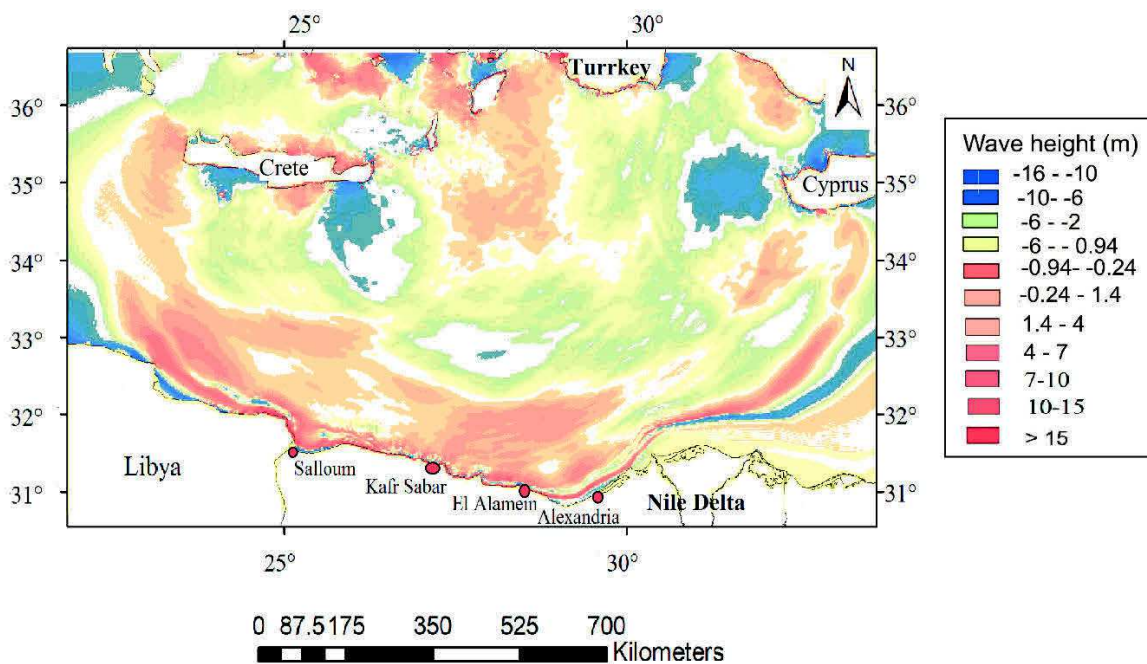 25° 30°
N
Turrkey
36° 36°
Wave height (m)
Crete
-16 - -10
35° Cyprus 35°
-10- -6
-6 - -2
-6 - - 0.94
34° 34°
-0.94- -0.24
-0.24 - 1.4
33° 33°
1.4 - 4
4 - 7
7-10
32° 32°
10-15
> 15
Libya
Salloum
Kafr Sabar
31° El Alamein Nile Delta 31°
Alexandria
25° 30°
0 87.5 175 350 525 700
Kilometers